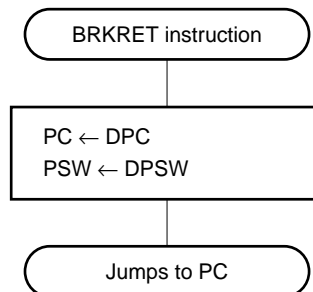 BRKRET instruction
PC ← DPC
PSW ← DPSW
Jumps to PC